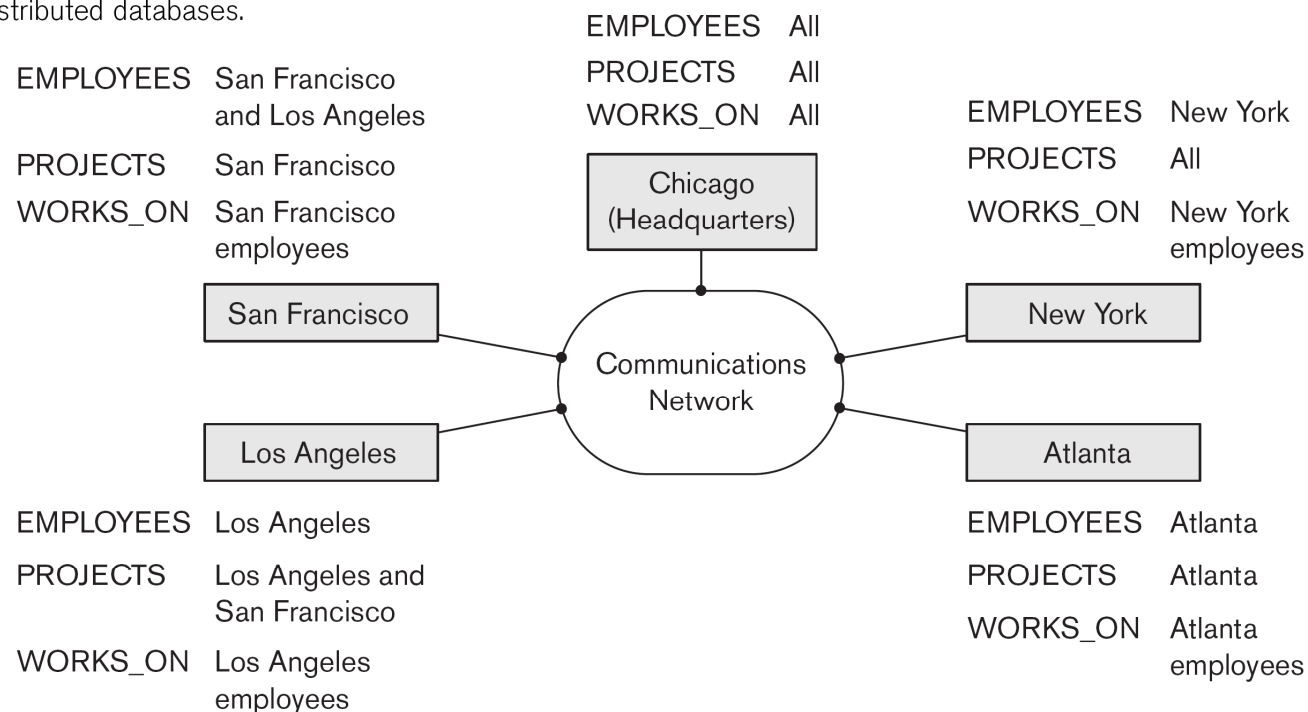 stributed databases.
EMPLOYEES All
PROJECTS All
WORKS_ON All
EMPLOYEES San Francisco
and Los Angeles
PROJECTS San Francisco
WORKS_ON San Francisco
employees
EMPLOYEES New York
PROJECTS All
WORKS_ON New York
employees
Chicago
(Headquarters)
San Francisco
New York
Communications
Network
Los Angeles
Atlanta
EMPLOYEES Los Angeles
PROJECTS Los Angeles and
San Francisco
WORKS_ON Los Angeles
employees
EMPLOYEES Atlanta
PROJECTS Atlanta
WORKS_ON Atlanta
employees